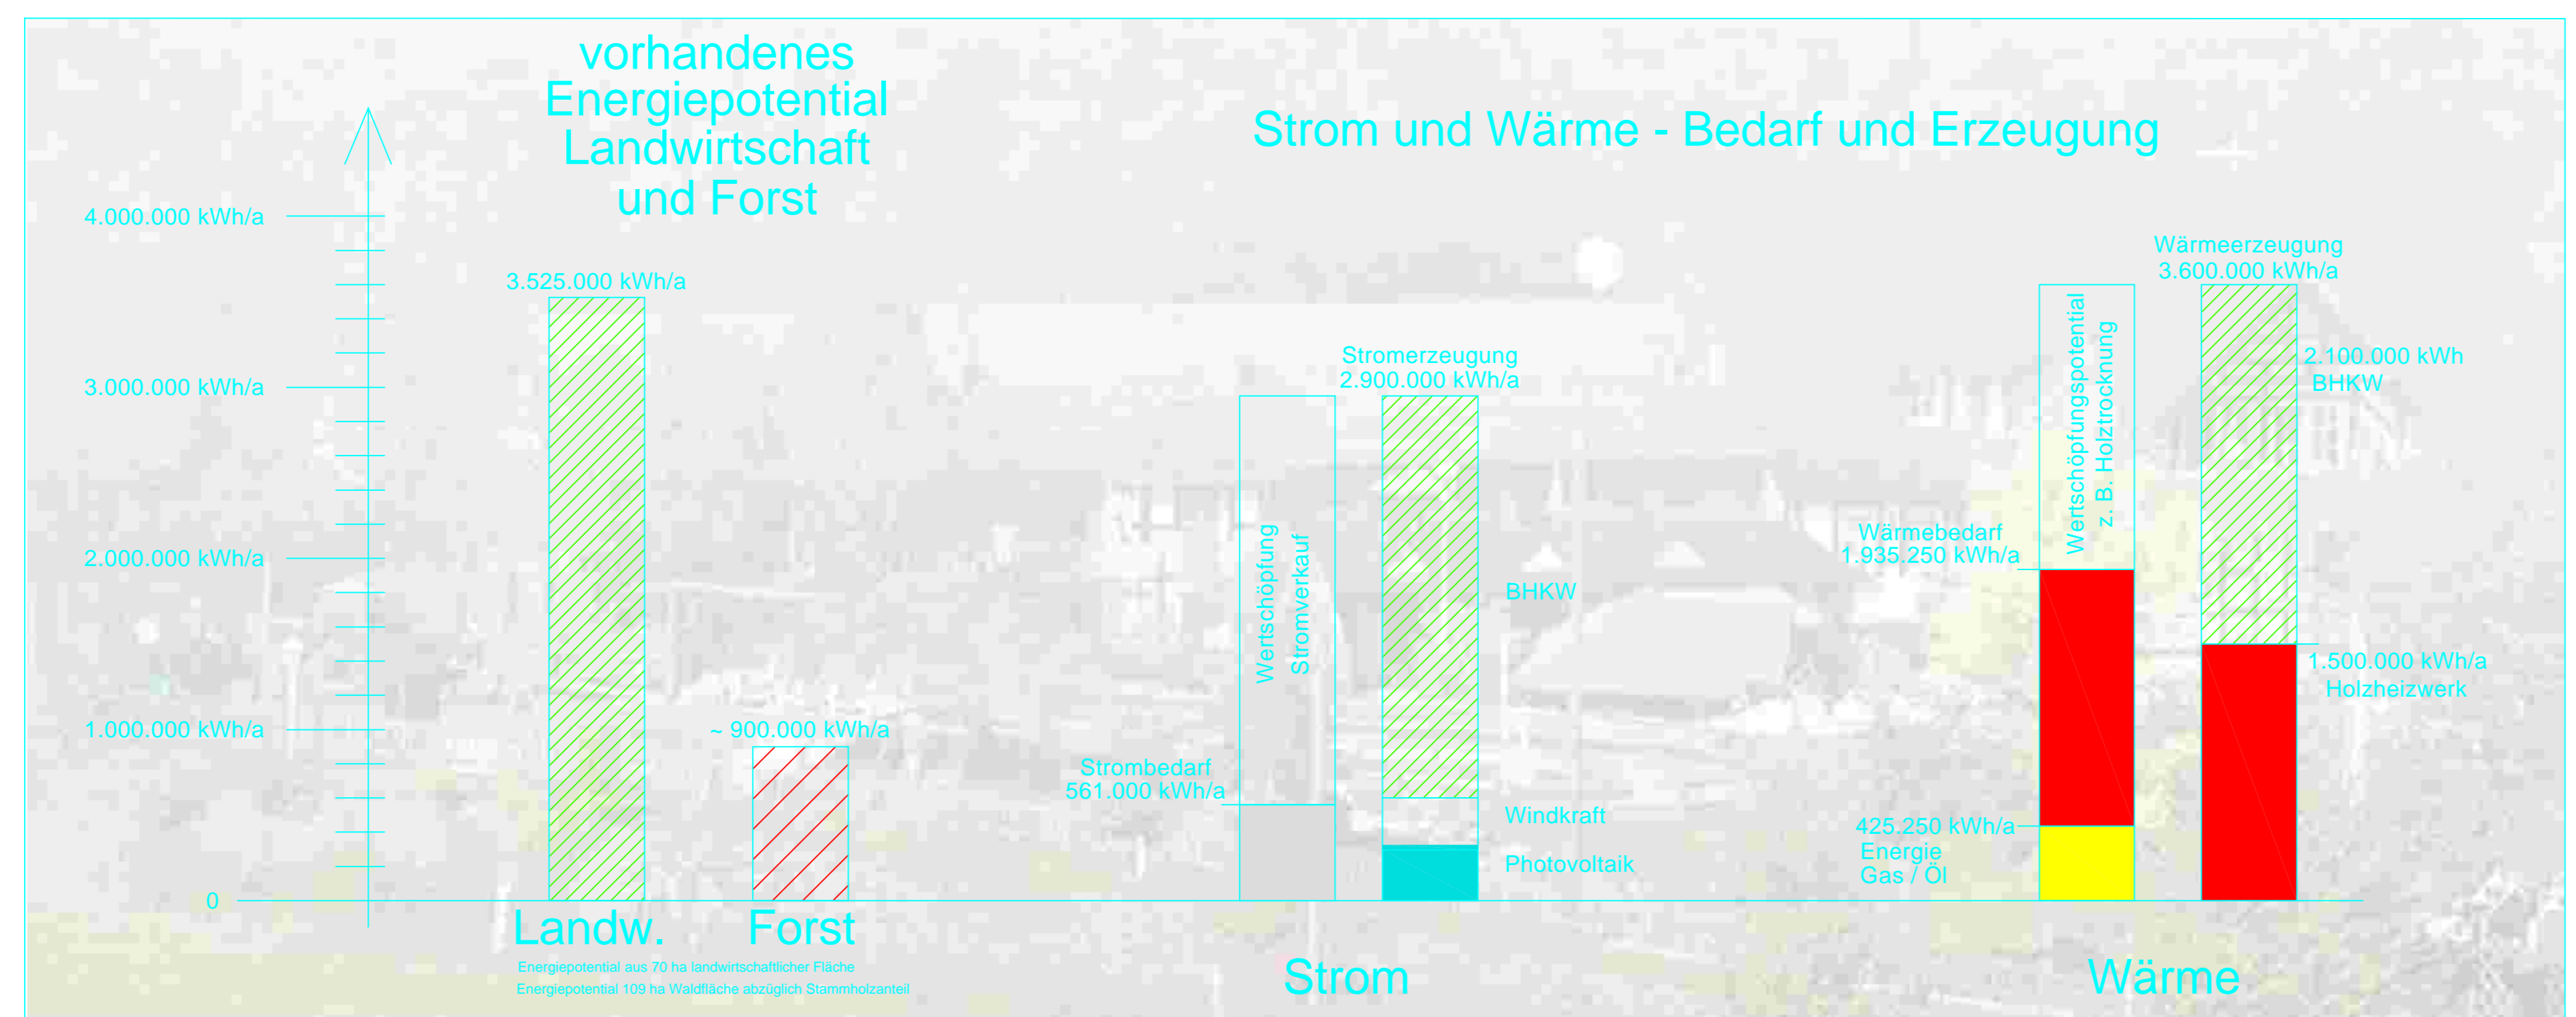 vorhandenes
Energiepotential
Landwirtschaft
und Forst
Strom und Wärme - Bedarf und Erzeugung
4.000.000 kWh/a
3.000.000 kWh/a
2.000.000 kWh/a
1.000.000 kWh/a
0
3.525.000 kWh/a
~ 900.000 kWh/a
Landw.
Forst
Energiepotential aus 70 ha landwirtschaftlicher Fläche
Energiepotential 109 ha Waldfläche abzüglich Stammholzanteil
Strombedarf
561.000 kWh/a
Wertschöpfung
Stromverkauf
Stromerzeugung
2.900.000 kWh/a
BHKW
Windkraft
Photovoltaik
Strom
Wärmebedarf
1.935.250 kWh/a
425.250 kWh/a
Energie
Gas / Öl
Wertschöpfungspotential
z. B. Holztrocknung
Wärmeerzeugung
3.600.000 kWh/a
2.100.000 kWh
BHKW
1.500.000 kWh/a
Holzheizwerk
Wärme